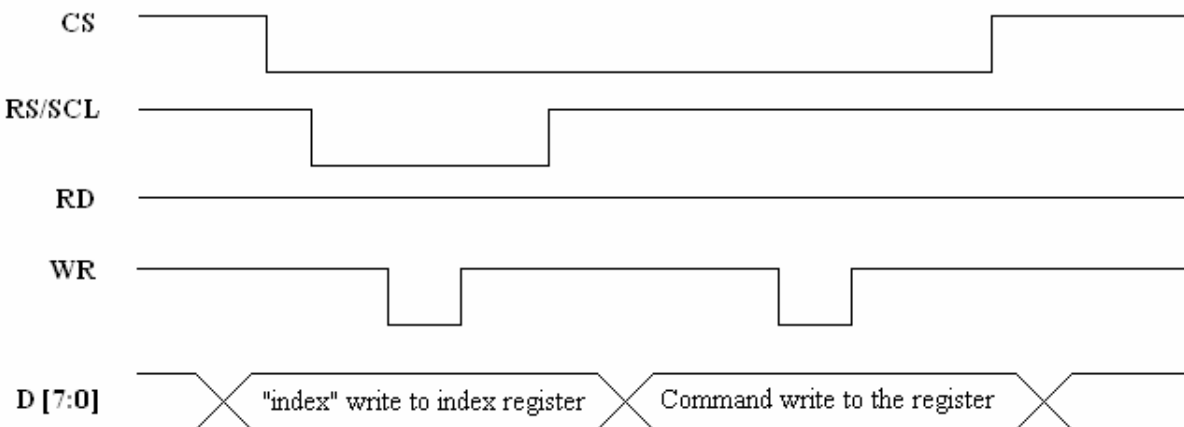 CS
RS/SCL
RD
WR
D [7:0]
"index" write to index register
Command write to the register